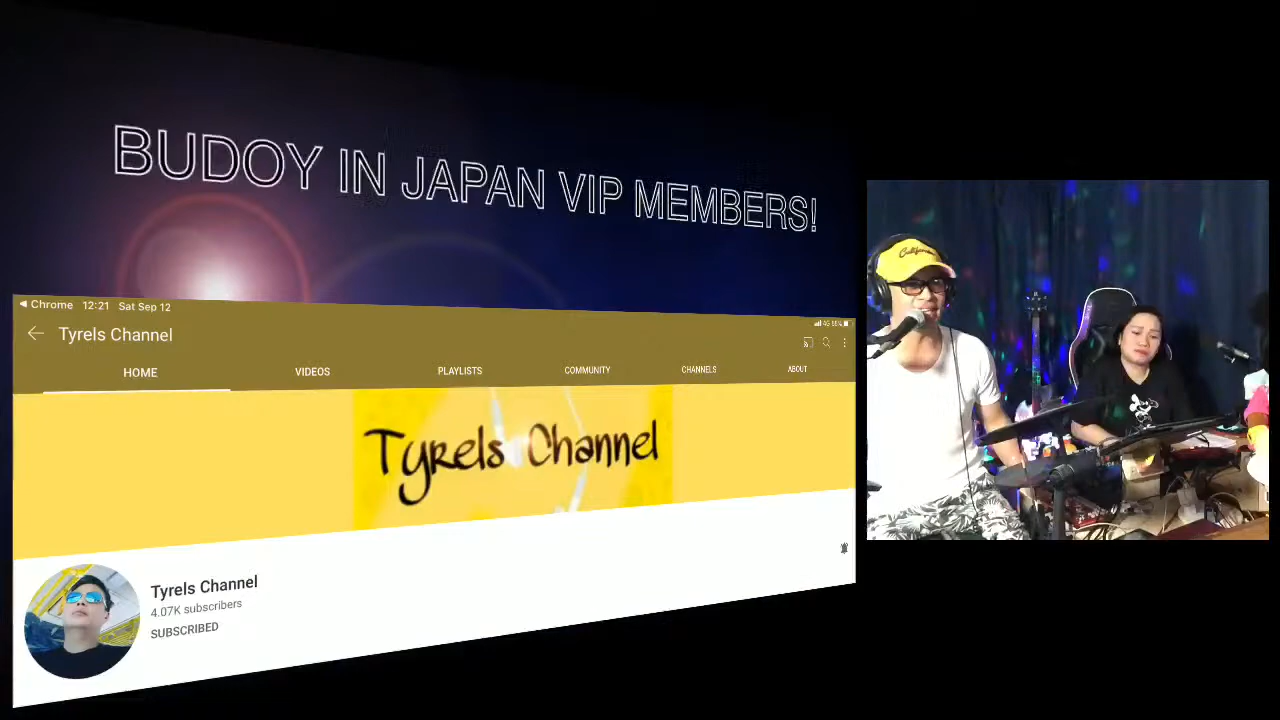 BUDOY IN JAPAN VIP MEMBERS!
Chrome 12:21 Sat Sep 12
Tyrels Channel
HOME VIDEOS PLAYLISTS COMMUNITY CHANNELS ABOUT
Tyrels Channel
Tyrels Channel
4.07K subscribers
SUBSCRIBED
California